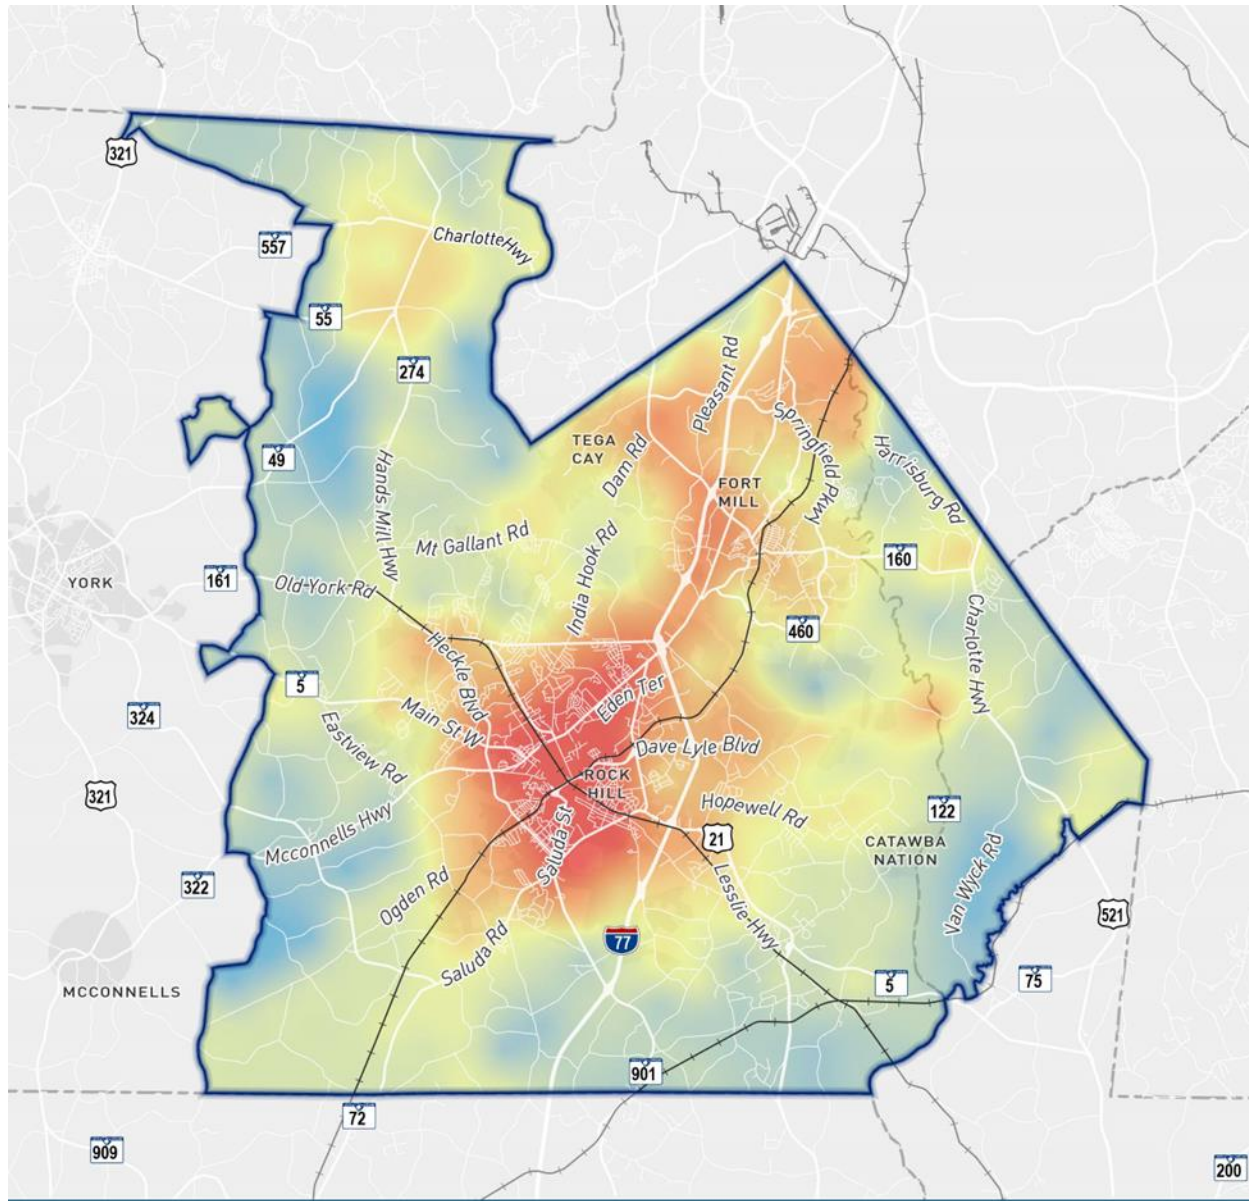 321
557
CharlotteHwy
55
274
Pleasant Rd
TEGA
CAY
Dam Rd
Springfield Pkwy
Harrisburg Rd
49
Hands Mill Hwy
FORT
MILL
Mt Gallant Rd
India Hook Rd
160
YORK
161
Old York Rd
Charlotte Hwy
460
Heckle Blvd
5
Eden Ter
324
Main St W
Eastview Rd
Dave Lyle Blvd
ROCK
HILL
321
Hopewell Rd
122
Mcconnells Hwy
21
CATAWBA
NATION
Saluda St
Van Wyck Rd
322
Ogden Rd
Lesslie Hwy
521
77
Saluda Rd
MCCONNELLS
5
75
901
72
909
200